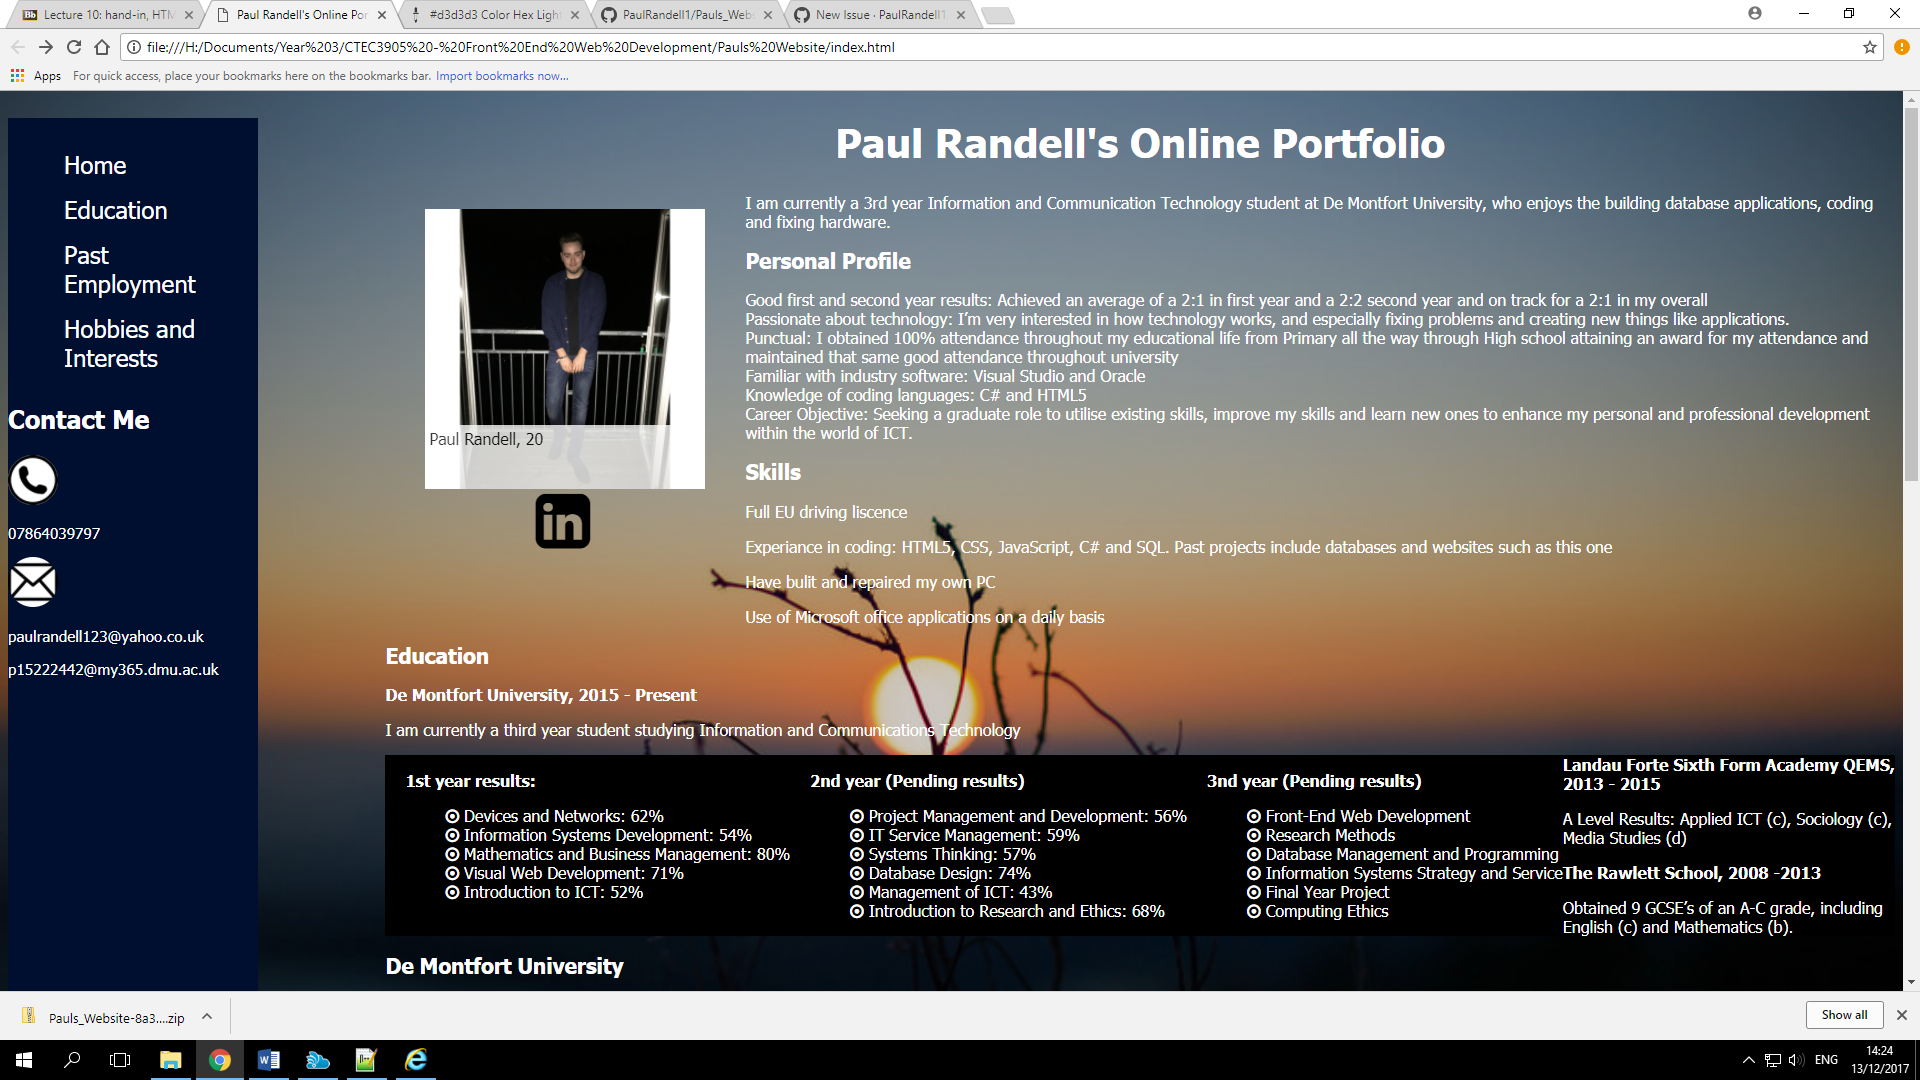 Lecture 10: hand-in, HTM
Paul Randell's Online Por
#d3d3d3 Color Hex Light
PaulRandell1/Pauls_Webs
New Issue · PaulRandell1
file:///H:/Documents/Year%203/CTEC3905%20-%20Front%20End%20Web%20Development/Pauls%20Website/index.html
Apps For quick access, place your bookmarks here on the bookmarks bar. Import bookmarks now...
Home
Education
Past
Employment
Hobbies and
Interests
Contact Me
07864039797
paulrandell123@yahoo.co.uk
p15222442@my365.dmu.ac.uk
Paul Randell's Online Portfolio
Paul Randell, 20
in
I am currently a 3rd year Information and Communication Technology student at De Montfort University, who enjoys the building database applications, coding
and fixing hardware.
Personal Profile
Good first and second year results: Achieved an average of a 2:1 in first year and a 2:2 second year and on track for a 2:1 in my overall
Passionate about technology: I'm very interested in how technology works, and especially fixing problems and creating new things like applications.
Punctual: I obtained 100% attendance throughout my educational life from Primary all the way through High school attaining an award for my attendance and
maintained that same good attendance throughout university
Familiar with industry software: Visual Studio and Oracle
Knowledge of coding languages: C# and HTML5
Career Objective: Seeking a graduate role to utilise existing skills, improve my skills and learn new ones to enhance my personal and professional development
within the world of ICT.
Skills
Full EU driving liscence
Experiance in coding: HTML5, CSS, JavaScript, C# and SQL. Past projects include databases and websites such as this one
Have bulit and repaired my own PC
Use of Microsoft office applications on a daily basis
Education
De Montfort University, 2015 - Present
I am currently a third year student studying Information and Communications Technology
1st year results:
Devices and Networks: 62%
Information Systems Development: 54%
Mathematics and Business Management: 80%
Visual Web Development: 71%
Introduction to ICT: 52%
2nd year (Pending results)
Project Management and Development: 56%
IT Service Management: 59%
Systems Thinking: 57%
Database Design: 74%
Management of ICT: 43%
Introduction to Research and Ethics: 68%
3nd year (Pending results)
Front-End Web Development
Research Methods
Database Management and Programming
Information Systems Strategy and Service
Final Year Project
Computing Ethics
Landau Forte Sixth Form Academy QEMS,
2013 - 2015
A Level Results: Applied ICT (c), Sociology (c),
Media Studies (d)
The Rawlett School, 2008 -2013
Obtained 9 GCSE's of an A-C grade, including
English (c) and Mathematics (b).
De Montfort University
Pauls_Website-8a3....zip
Show all
ENG
14:24
13/12/2017